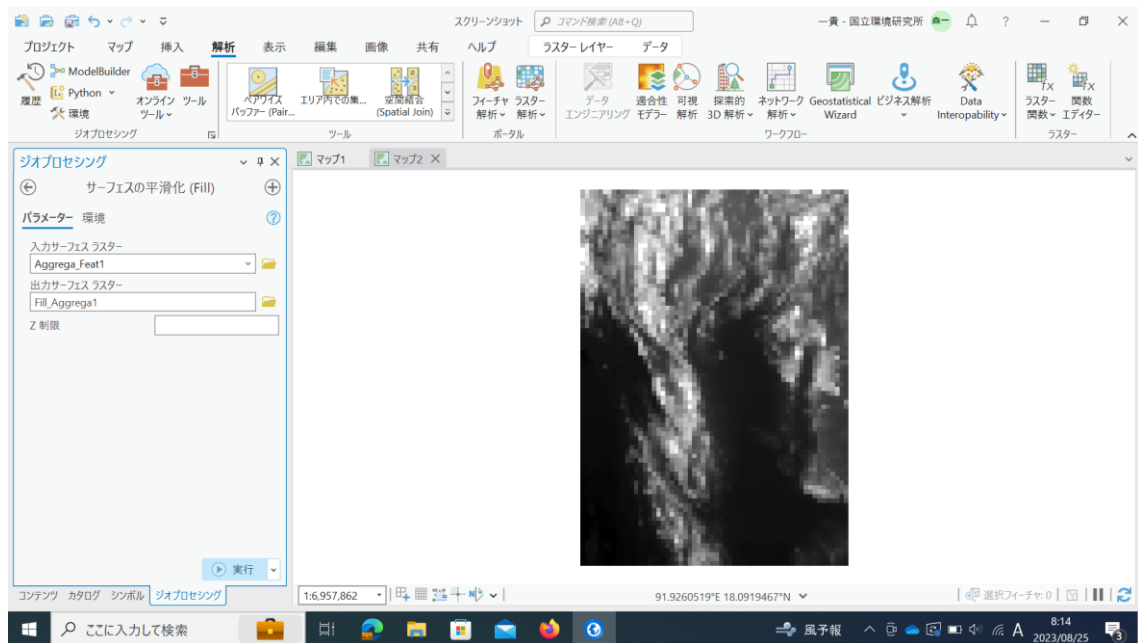 スクリーンショット
コマンド検索 (Alt+Q)
一貴 - 国立環境研究所
森一
?
プロジェクト マップ 挿入 解析 表示 編集 画像 共有 ヘルプ ラスター レイヤー データ
履歴
ModelBuilder
Python
環境
オンライン ツール
ツール
ジオプロセシング
ペアワイズ バッファー (Pair...
エリア内での集...
空間結合 (Spatial Join)
ツール
フィーチャ 解析
ラスター 解析
ポータル
データ エンジニアリング
適合性 モデラー
可視 解析
探索的 3D 解析
ネットワーク 解析
Geostatistical Wizard
ビジネス解析
Data Interoperability
ワークフロー
ラスター 関数
関数 エディター
ラスター
ジオプロセシング
マップ1
マップ2
サーフェスの平滑化 (Fill)
パラメーター 環境
入力サーフェス ラスター
Aggrega_Feat1
出力サーフェス ラスター
Fill_Aggrega1
Z 制限
実行
コンテンツ カタログ シンボル ジオプロセシング
1:6,957,862
91.9260519°E 18.0919467°N
選択フィーチャ: 0
ここに入力して検索
風予報
A
8:14
2023/08/25
3